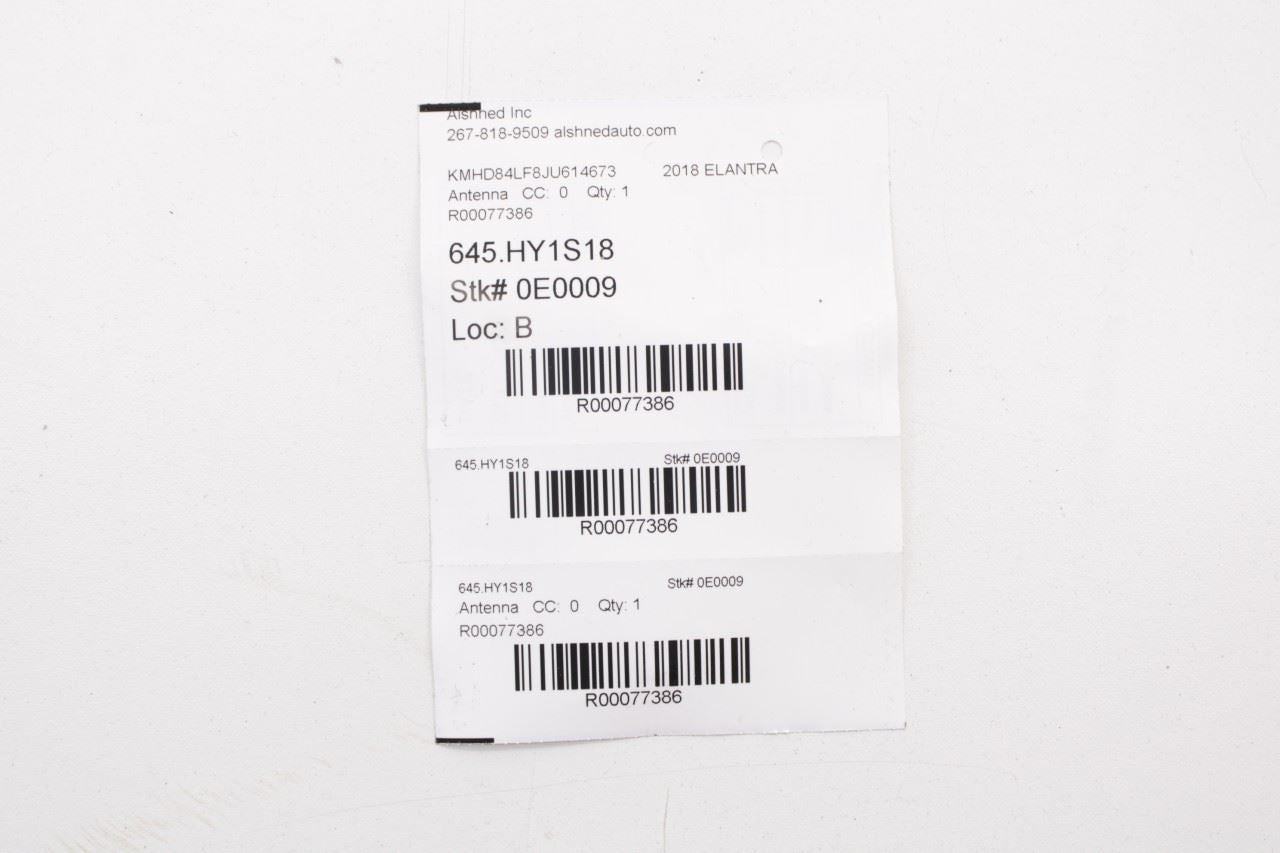 Alshned Inc
267-818-9509 alshnedauto.com
KMHD84LF8JU614673 2018 ELANTRA
Antenna CC: 0 Qty: 1
R00077386
645.HY1S18
Stk# 0E0009
Loc: B
R00077386
645.HY1S18 Stk# 0E0009
R00077386
645.HY1S18 Stk# 0E0009
Antenna CC: 0 Qty: 1
R00077386
R00077386